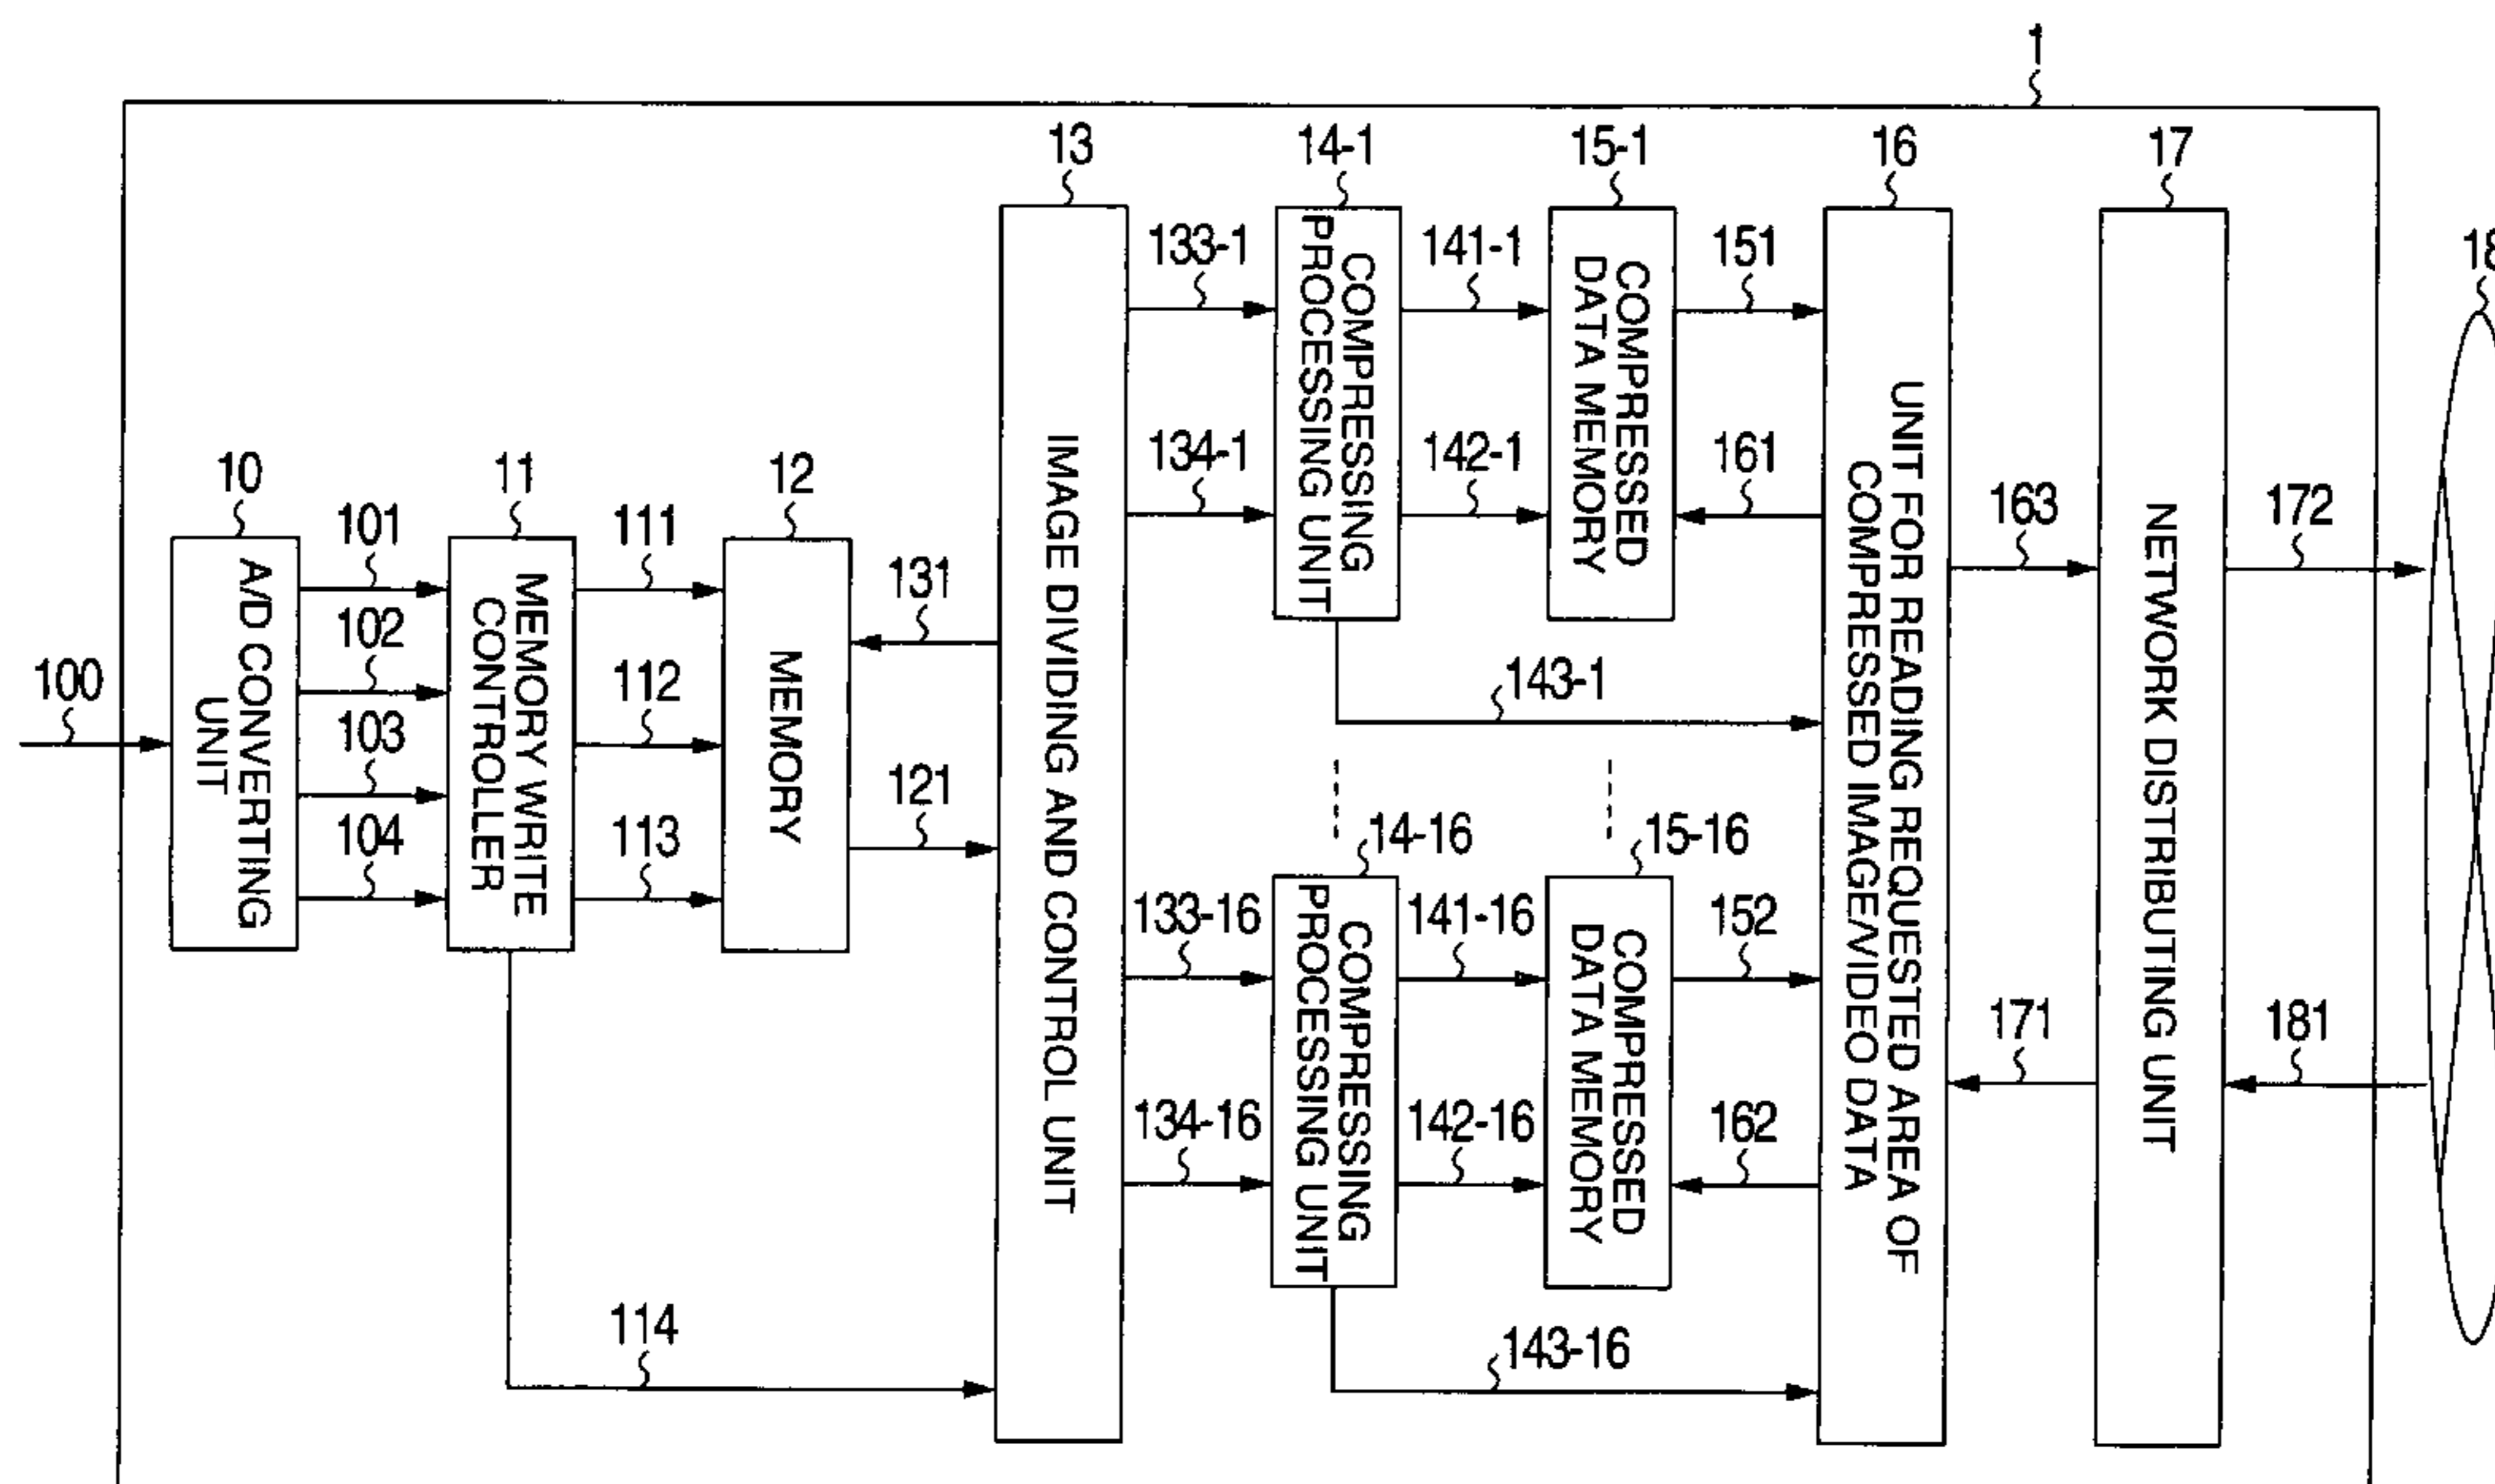 1
13
14-1
15-1
16
17
18
133-1
141-1
151
134-1
142-1
161
163
172
10
11
12
101
111
131
102
112
143-1
100
103
121
104
113
14-16
15-16
133-16
141-16
152
171
181
134-16
142-16
162
114
143-16
A/D CONVERTING
UNIT
MEMORY WRITE
CONTROLLER
MEMORY
IMAGE DIVIDING AND CONTROL UNIT
COMPRESSING
PROCESSING UNIT
COMPRESSED
DATA MEMORY
COMPRESSING
PROCESSING UNIT
COMPRESSED
DATA MEMORY
UNIT FOR READING REQUESTED AREA OF
COMPRESSED IMAGE/VIDEO DATA
NETWORK DISTRIBUTING UNIT